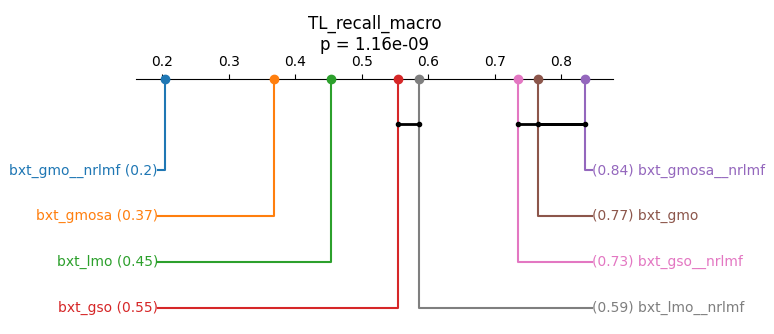 TL_recall_macro
p = 1.16e-09
0.2 0.3 0.4 0.5 0.6 0.7 0.8
bxt_gmo__nrlmf (0.2) (0.84) bxt_gmosa__nrlmf
bxt_gmosa (0.37) (0.77) bxt_gmo
bxt_lmo (0.45) (0.73) bxt_gso__nrlmf
bxt_gso (0.55) (0.59) bxt_lmo__nrlmf